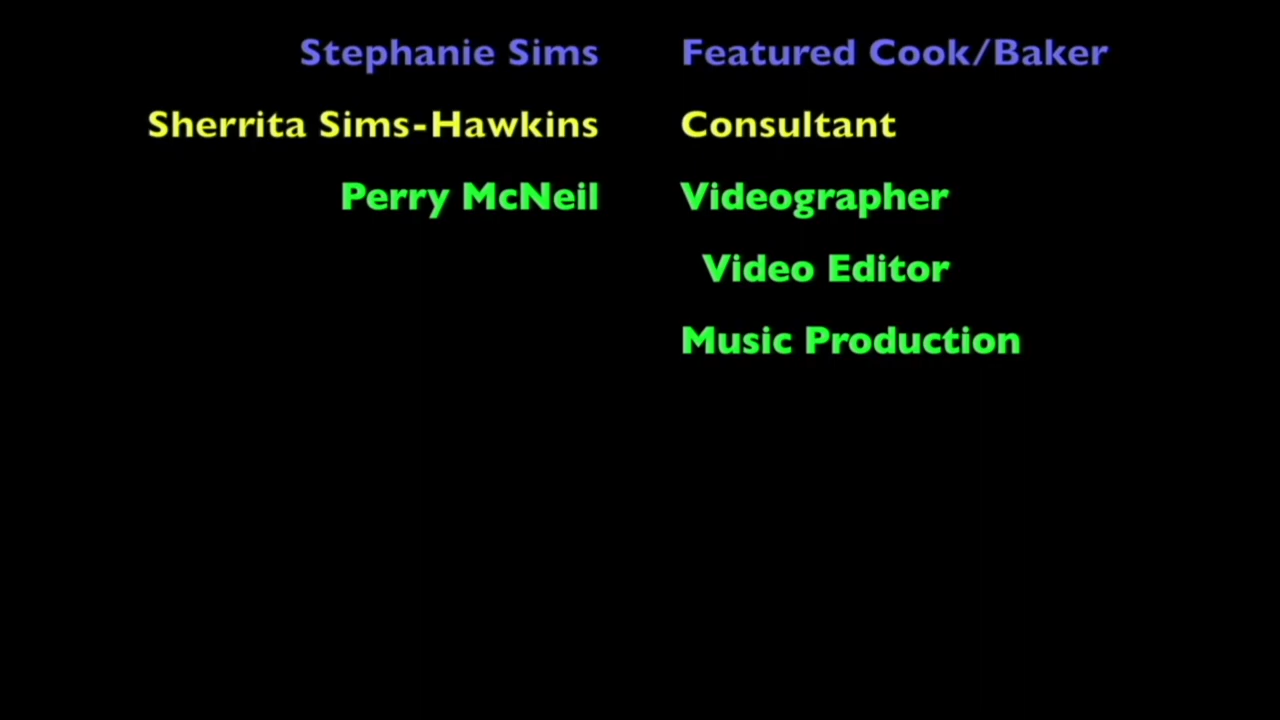 Stephanie Sims Featured Cook/Baker
Sherrita Sims-Hawkins Consultant
Perry McNeil Videographer
Video Editor
Music Production